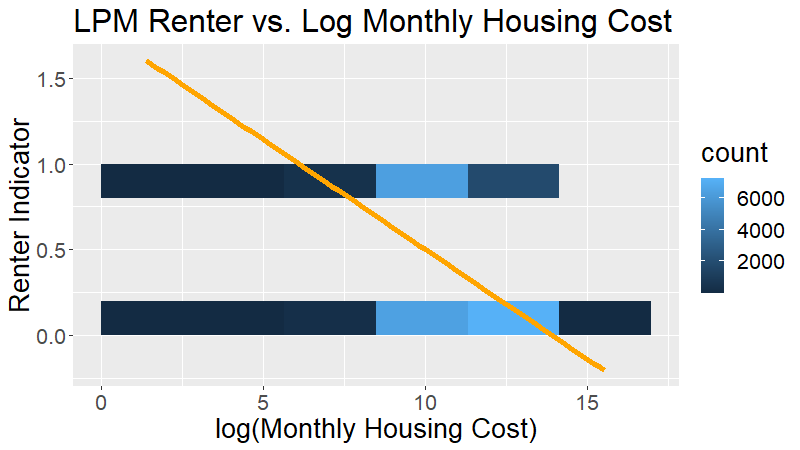 LPM Renter vs. Log Monthly Housing Cost
Renter Indicator
1.5
1.0
0.5
0.0
0 5 10 15
log(Monthly Housing Cost)
count
6000
4000
2000